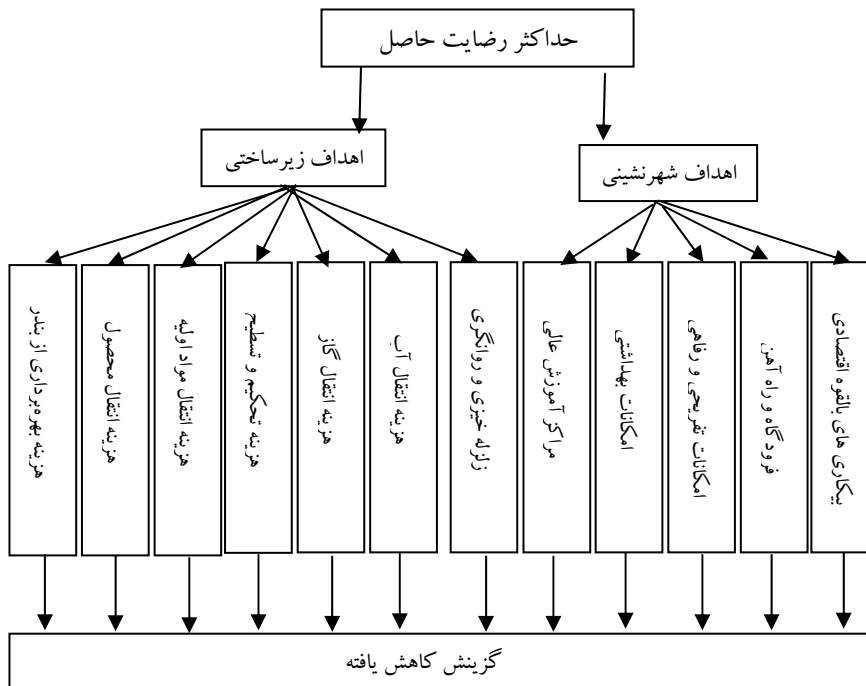 حداکثر رضایت حاصل
اهداف شهرنشینی
اهداف زیرساختی
بیکاری های بالقوه اقتصادی
فرودگاه و راه آهن
امکانات تفریحی و رفاهی
امکانات بهداشتی
مراکز آموزش عالی
زلزله خیزی و روانگری
هزینه انتقال آب
هزینه انتقال گاز
هزینه تحکیم و تسطیح
هزینه انتقال مواد اولیه
هزینه انتقال محصول
هزینه بهره‌برداری از بندر
گزینش کاهش یافته